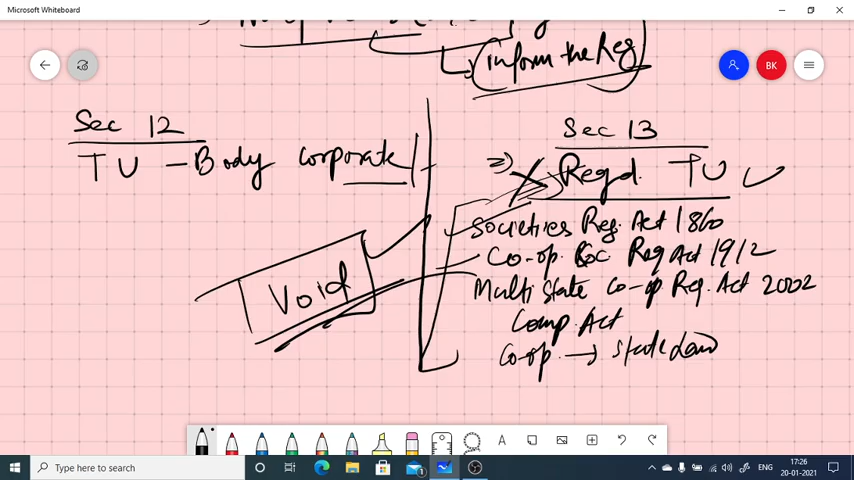 Microsoft Whiteboard
inform the Reg
BK
Sec 12
TU - Body corporate
Sec 13
Regd. TU
Societies Reg. Act 1860
Co-op. Soc Reg Act 1912
Multi State Co-op Reg. Act 2002
Comp. Act
Co-op. → State Law
Void
A
Type here to search
1
ENG
17:26
20-01-2021